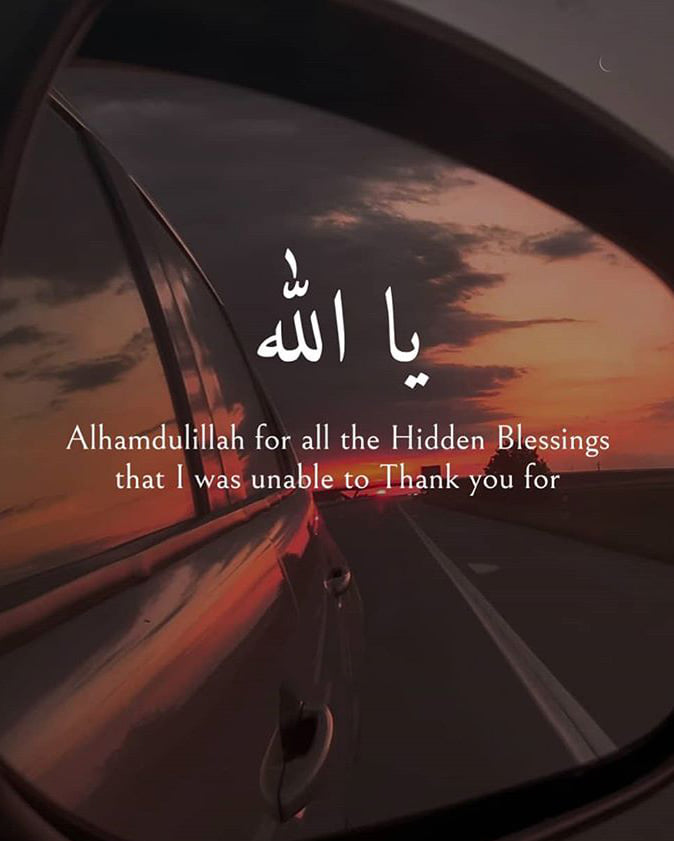 يا الله
Alhamdulillah for all the Hidden Blessings
that I was unable to Thank you for